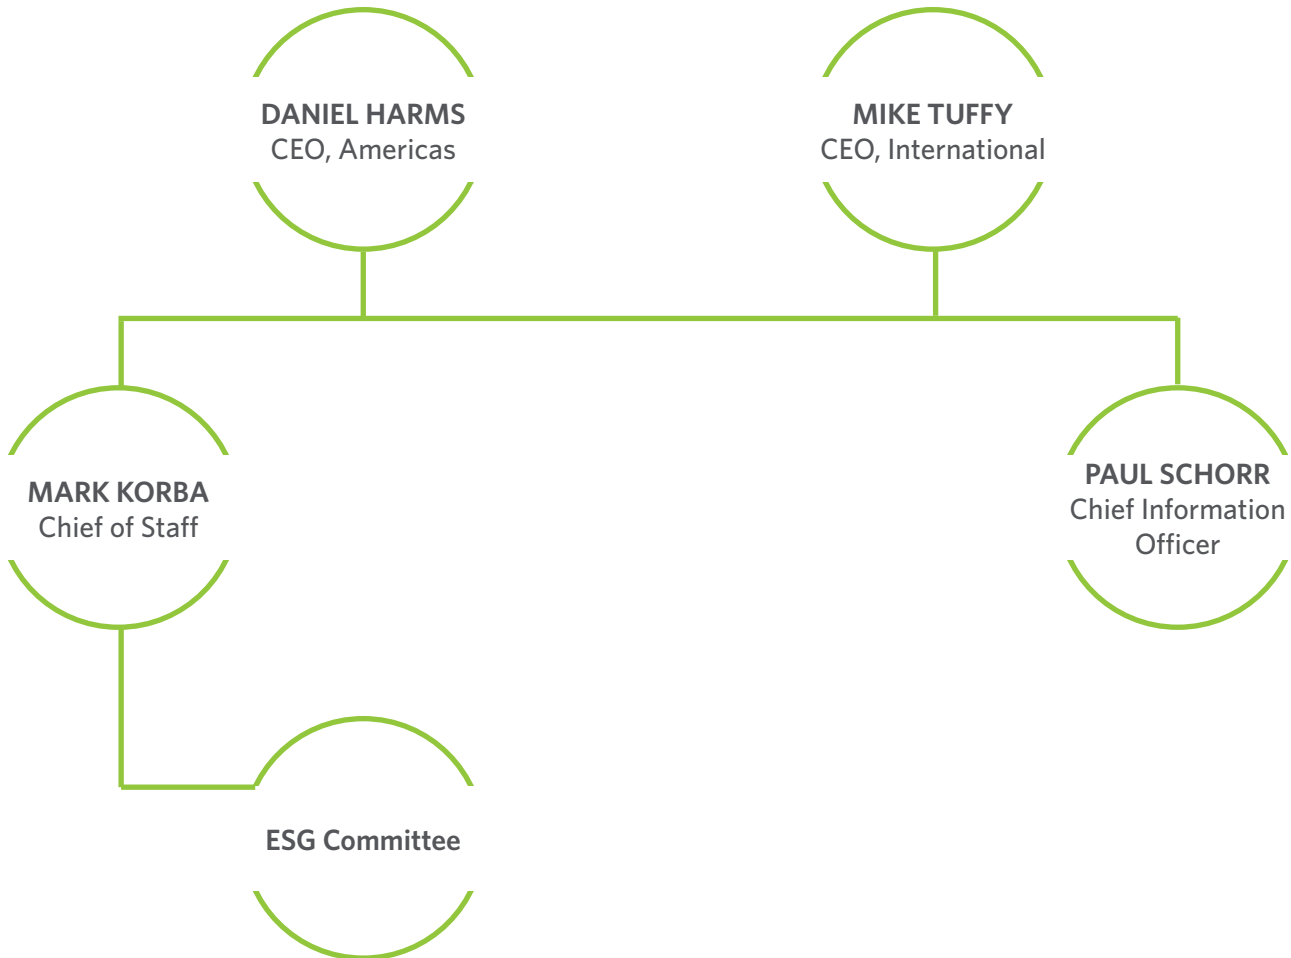 DANIEL HARMS
CEO, Americas
MIKE TUFFY
CEO, International
MARK KORBA
Chief of Staff
PAUL SCHORR
Chief Information
Officer
ESG Committee